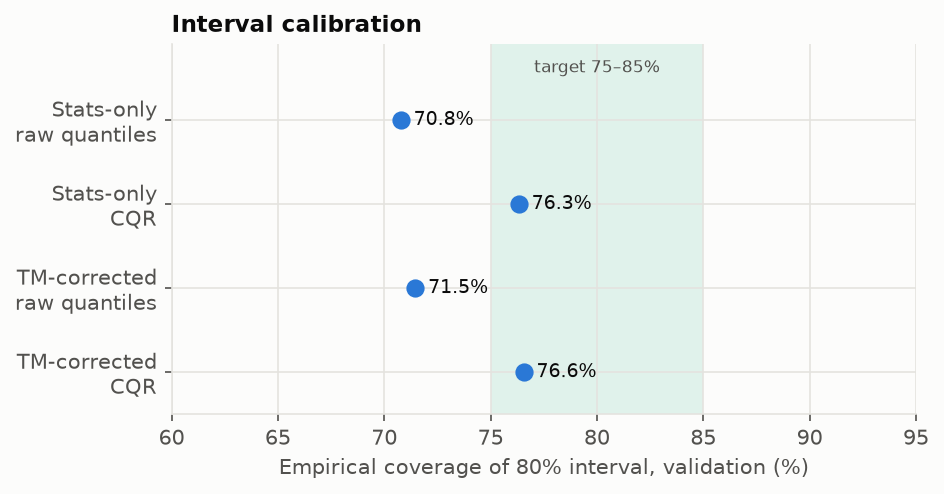 Interval calibration
target 75–85%
Stats-only
raw quantiles
70.8%
Stats-only
CQR
76.3%
TM-corrected
raw quantiles
71.5%
TM-corrected
CQR
76.6%
60 65 70 75 80 85 90 95
Empirical coverage of 80% interval, validation (%)